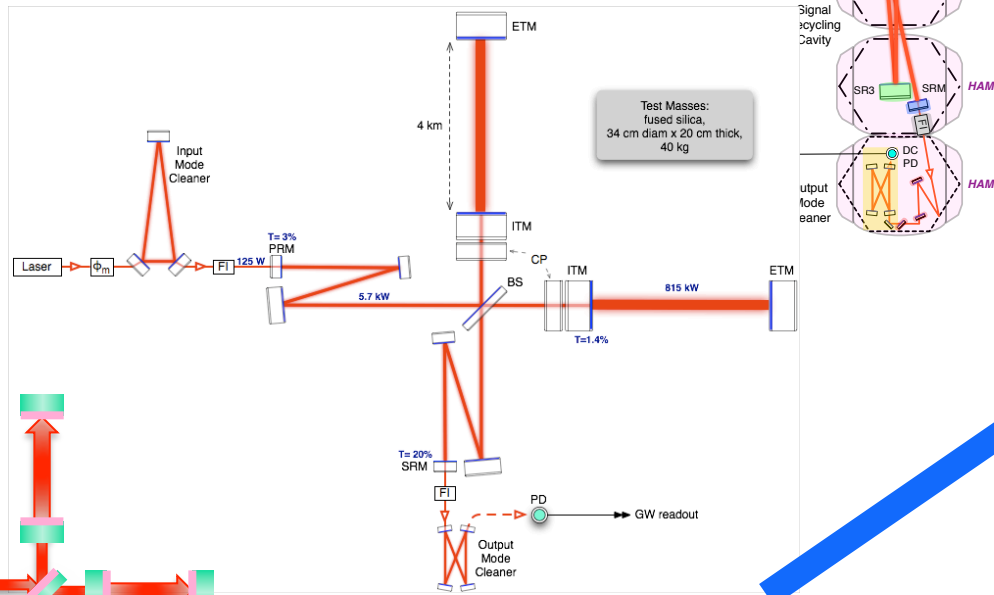 ETM
4 km
Test Masses:
fused silica,
34 cm diam x 20 cm thick,
40 kg
Input
Mode
Cleaner
ITM
CP
T= 3%
PRM
Laser
ϕm
FI
125 W
5.7 kW
BS
ITM
815 kW
ETM
T=1.4%
T= 20%
SRM
FI
PD
GW readout
Output
Mode
Cleaner
Signal
ecycling
Cavity
SR3
SRM
HAM
FI
DC
PD
utput
Mode
eaner
HAM